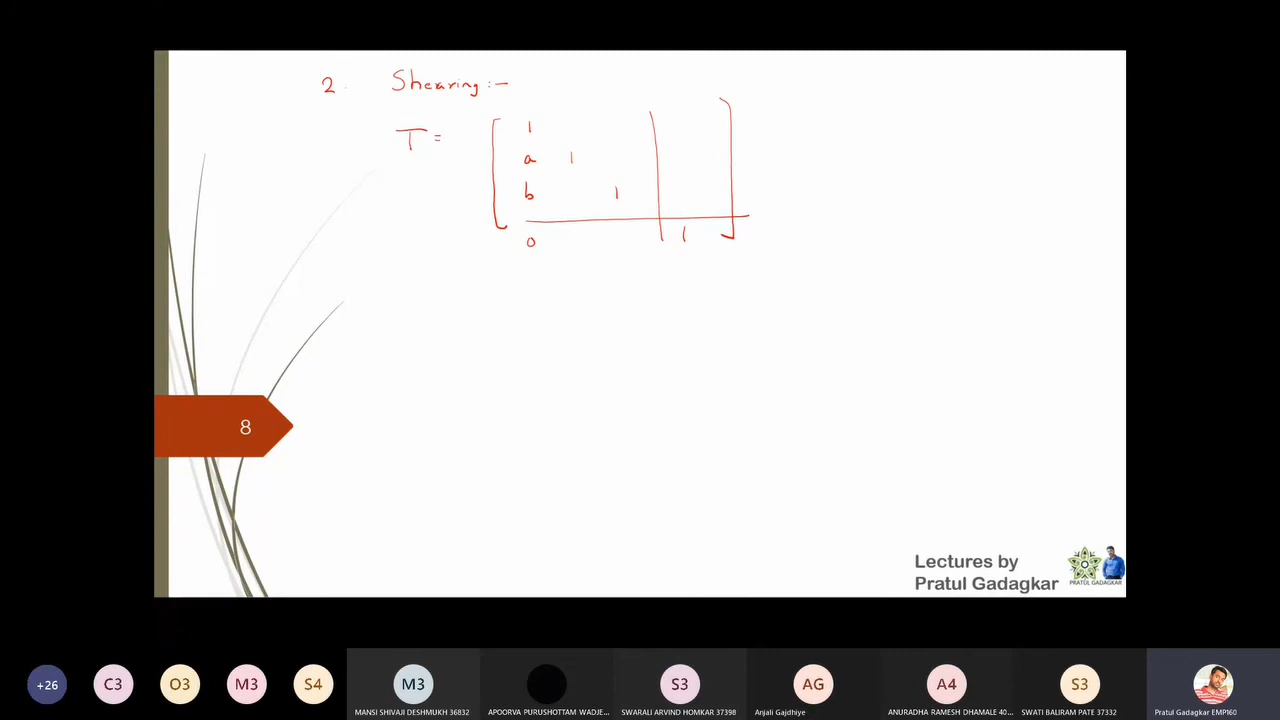 2. Shearing :-
T = [ 1
a 1
b 1
0 1 ]
8
Lectures by
Pratul Gadagkar
PRATUL GADAGKAR
+26 C3 O3 M3 S4 M3 S3 AG A4 S3
MANSI SHIVAJI DESHMUKH 36832 APOORVA PURUSHOTTAM WADJE... SWARALI ARVIND HOMKAR 37398 Anjali Gajdhiye ANURADHA RAMESH DHAMALE 40... SWATI BALIRAM PATE 37332 Pratul Gadagkar EMP160